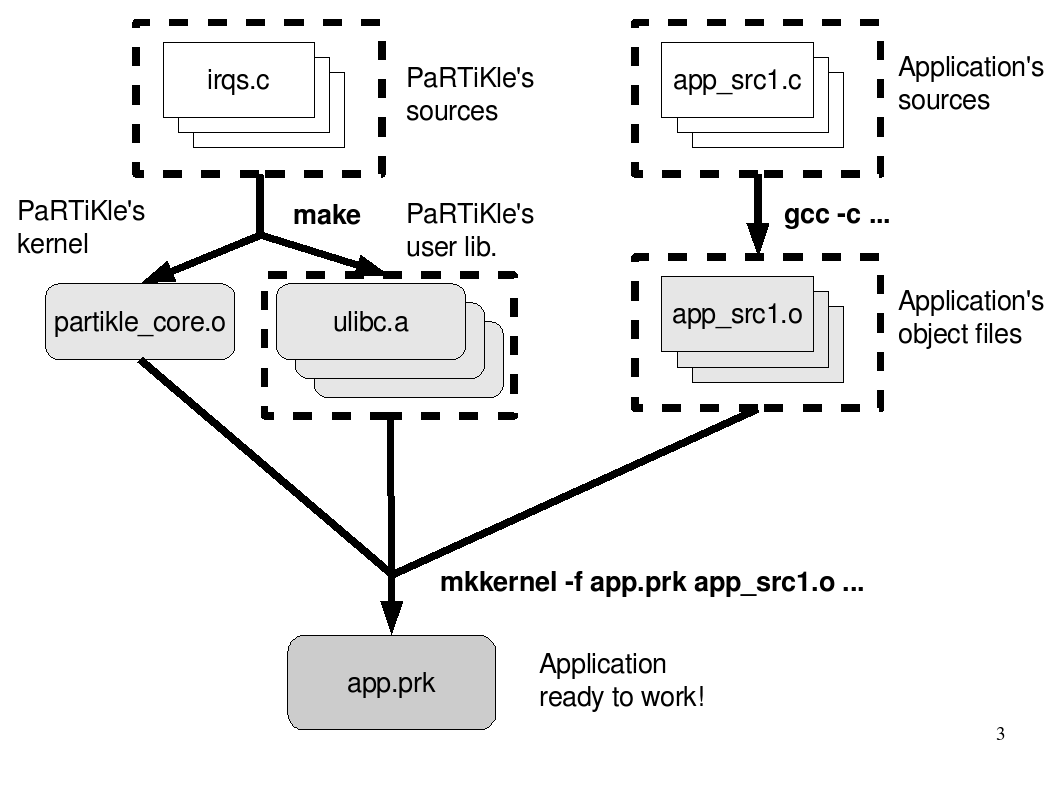 irqs.c
PaRTiKle's
sources
app_src1.c
Application's
sources
PaRTiKle's
kernel
make
PaRTiKle's
user lib.
gcc -c ...
partikle_core.o
ulibc.a
app_src1.o
Application's
object files
mkkernel -f app.prk app_src1.o ...
app.prk
Application
ready to work!
3